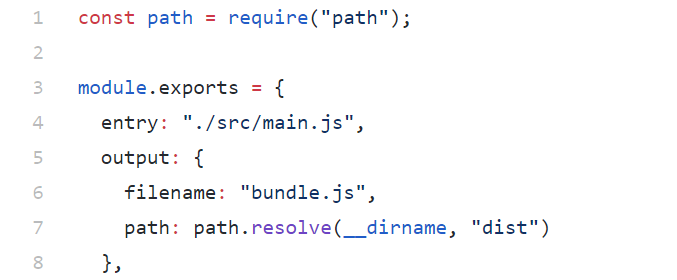 1 const path = require("path");
2
3 module.exports = {
4   entry: "./src/main.js",
5   output: {
6     filename: "bundle.js",
7     path: path.resolve(__dirname, "dist")
8   },